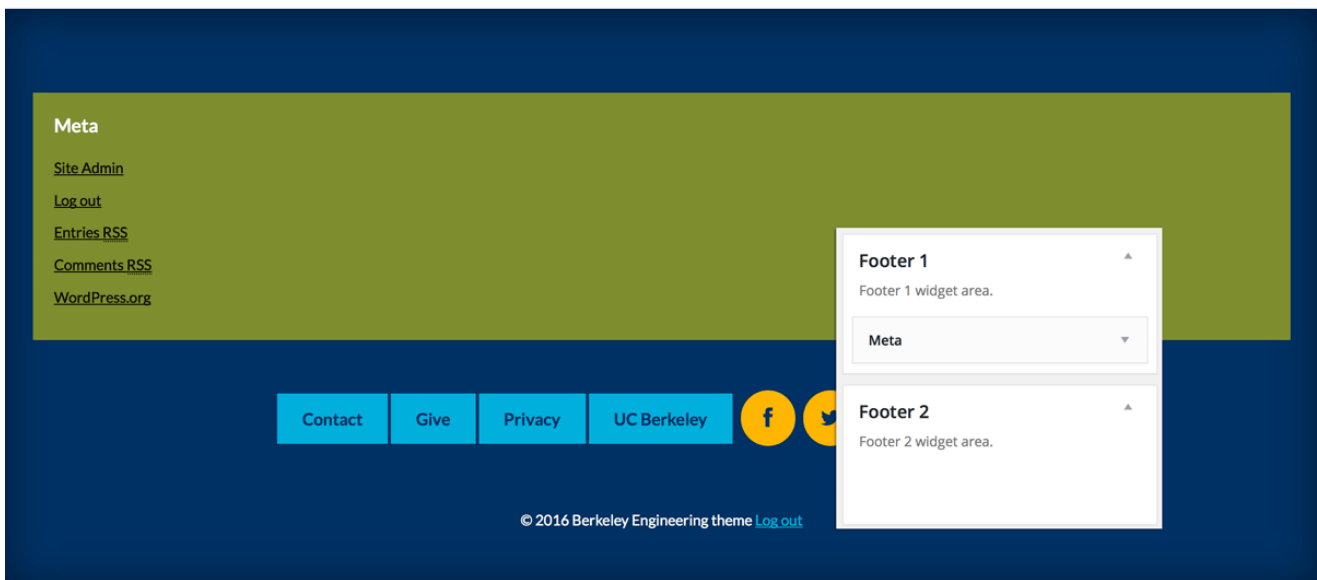 Meta
Site Admin
Log out
Entries RSS
Comments RSS
WordPress.org
Footer 1
Footer 1 widget area.
Meta
Footer 2
Footer 2 widget area.
Contact Give Privacy UC Berkeley f
© 2016 Berkeley Engineering theme Log out